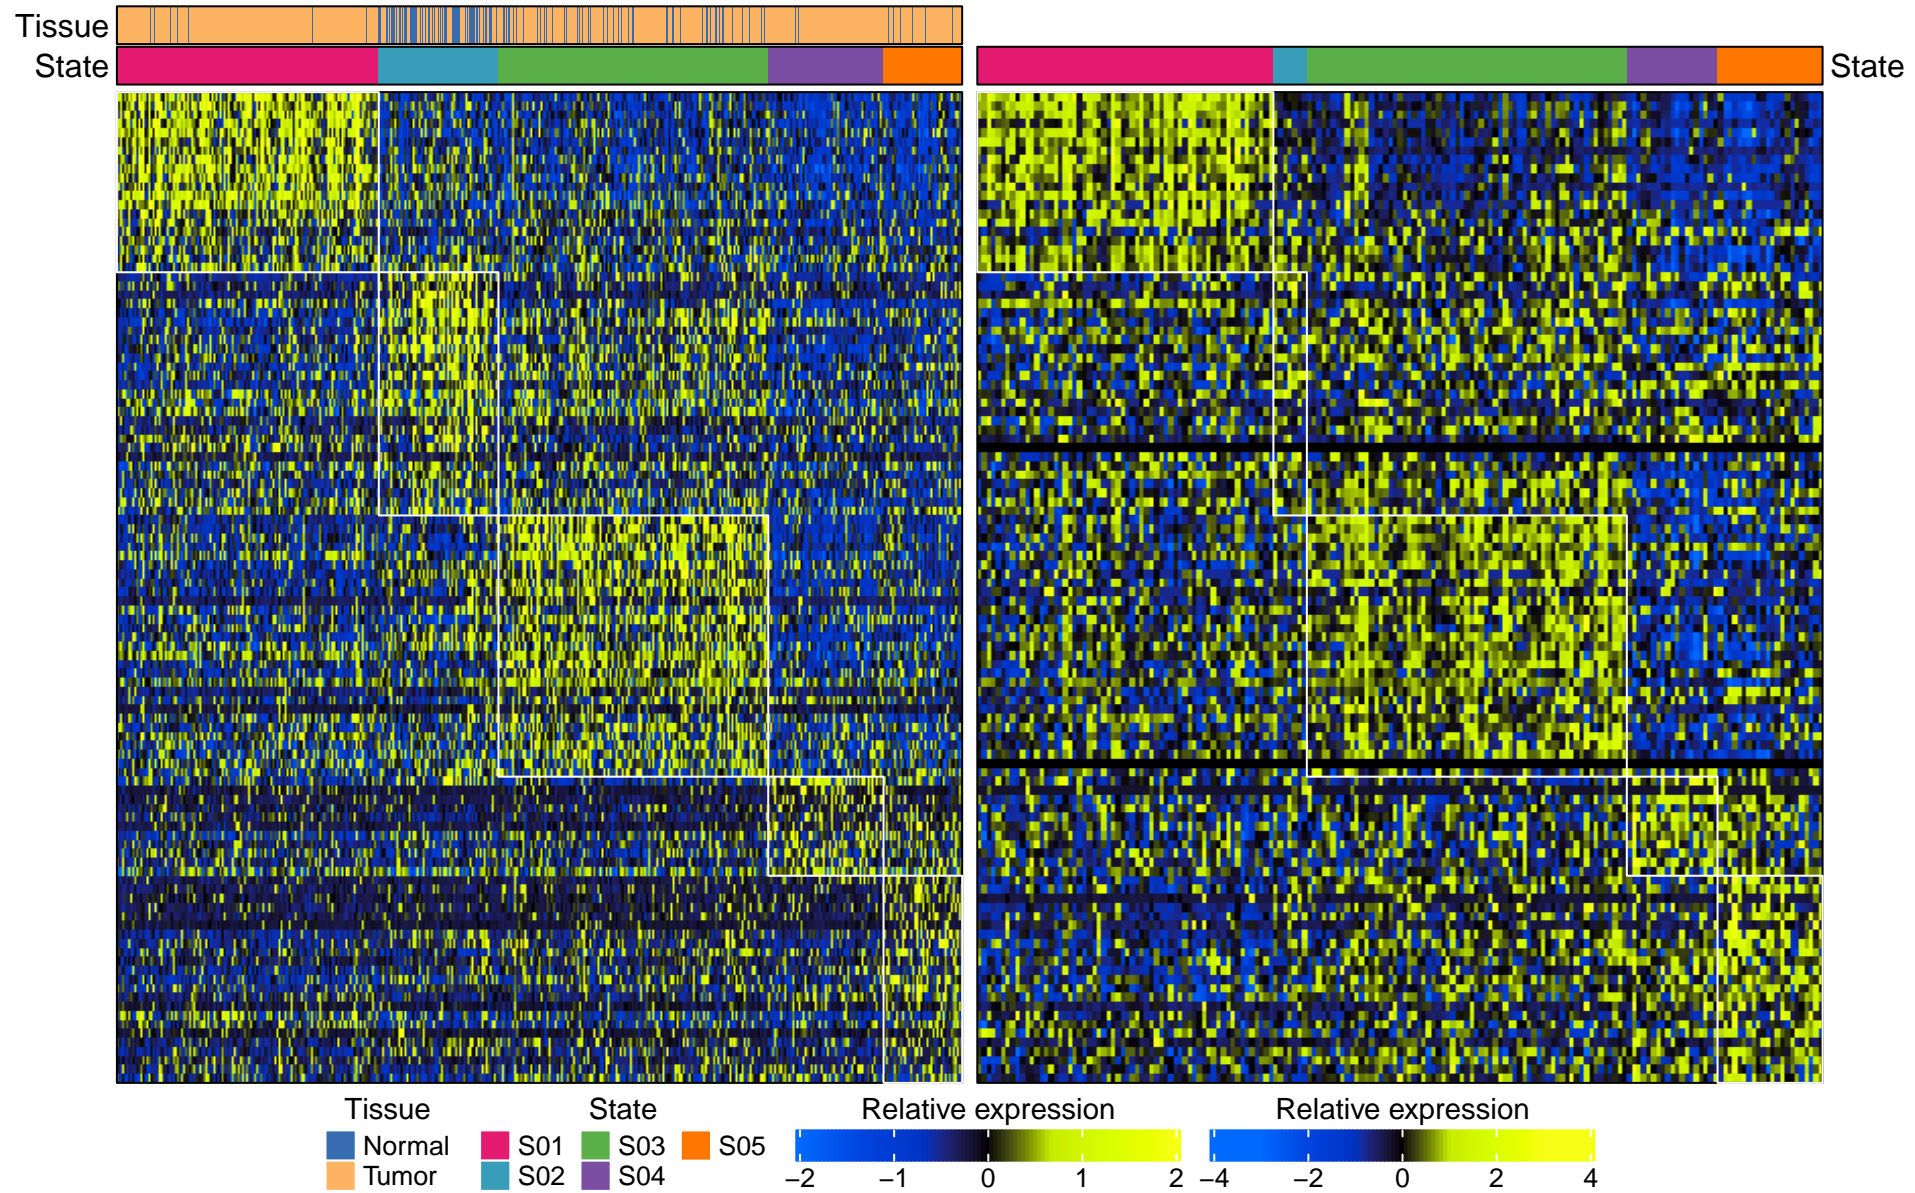 Tissue
State
State
Tissue State Relative expression Relative expression
Normal S01 S03 S05
Tumor S02 S04
−2 −1 0 1 2 −4 −2 0 2 4